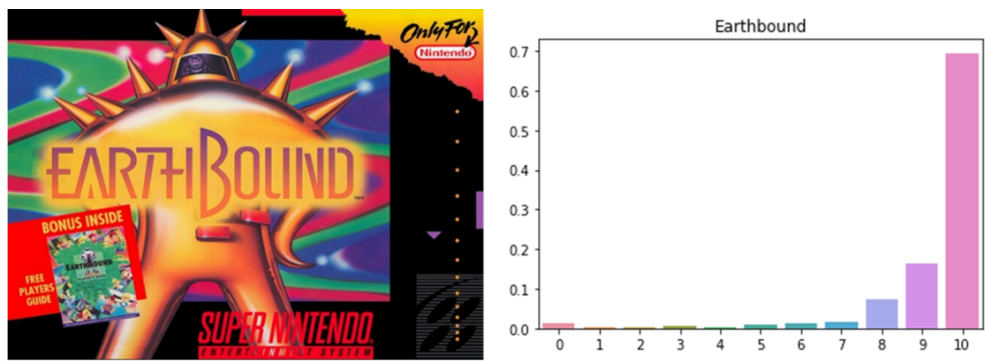 Only For
Nintendo
EARTHBOUND
™
BONUS INSIDE
EARTHBOUND
FREE
PLAYERS
GUIDE
SUPER NINTENDO
ENTERTAINMENT SYSTEM
Earthbound
0.7
0.6
0.5
0.4
0.3
0.2
0.1
0.0
0 1 2 3 4 5 6 7 8 9 10